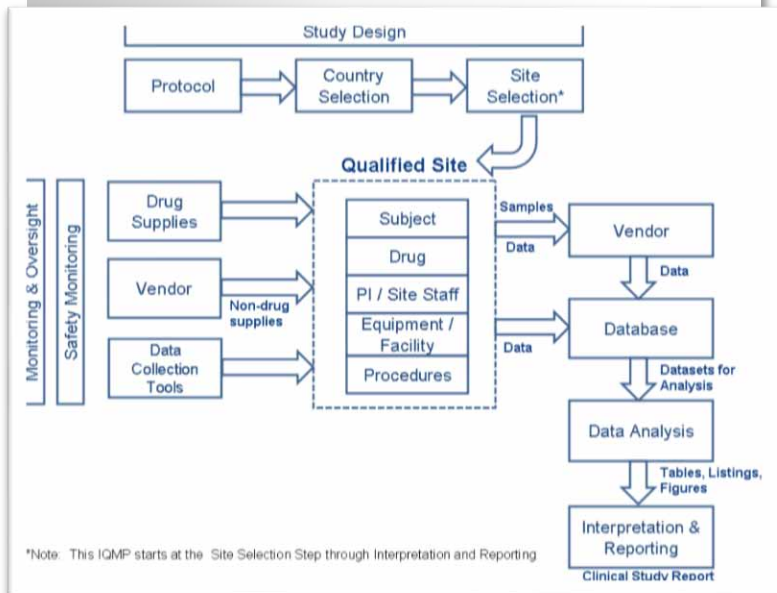 Study Design
Protocol
Country
Selection
Site
Selection*
Qualified Site
Monitoring & Oversight
Safety Monitoring
Drug
Supplies
Vendor
Non-drug
supplies
Data
Collection
Tools
Subject
Drug
PI / Site Staff
Equipment /
Facility
Procedures
Samples
Data
Data
Vendor
Data
Database
Datasets for
Analysis
Data Analysis
Tables, Listings,
Figures
Interpretation &
Reporting
Clinical Study Report
*Note: This IQMP starts at the Site Selection Step through Interpretation and Reporting